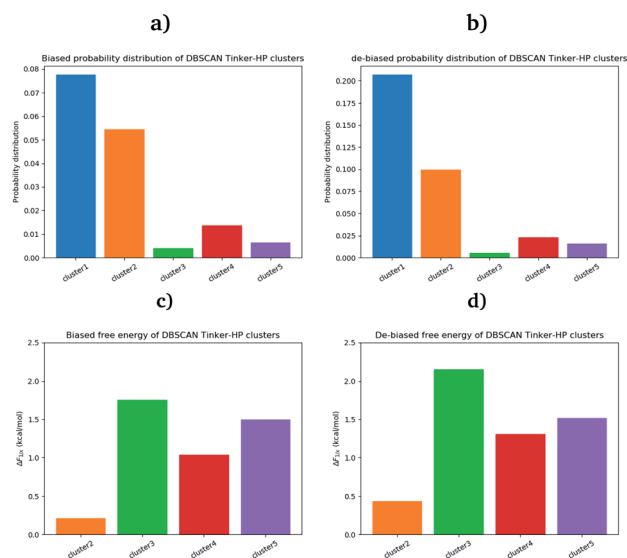 a)
Biased probability distribution of DBSCAN Tinker-HP clusters
Probability distribution
0.08
0.07
0.06
0.05
0.04
0.03
0.02
0.01
0.00
cluster1
cluster2
cluster3
cluster4
cluster5
b)
de-biased probability distribution of DBSCAN Tinker-HP clusters
Probability distribution
0.200
0.175
0.150
0.125
0.100
0.075
0.050
0.025
0.000
cluster1
cluster2
cluster3
cluster4
cluster5
c)
Biased free energy of DBSCAN Tinker-HP clusters
ΔF1/x (kcal/mol)
2.5
2.0
1.5
1.0
0.5
0.0
cluster2
cluster3
cluster4
cluster5
d)
De-biased free energy of DBSCAN Tinker-HP clusters
ΔF1/x (kcal/mol)
2.5
2.0
1.5
1.0
0.5
0.0
cluster2
cluster3
cluster4
cluster5